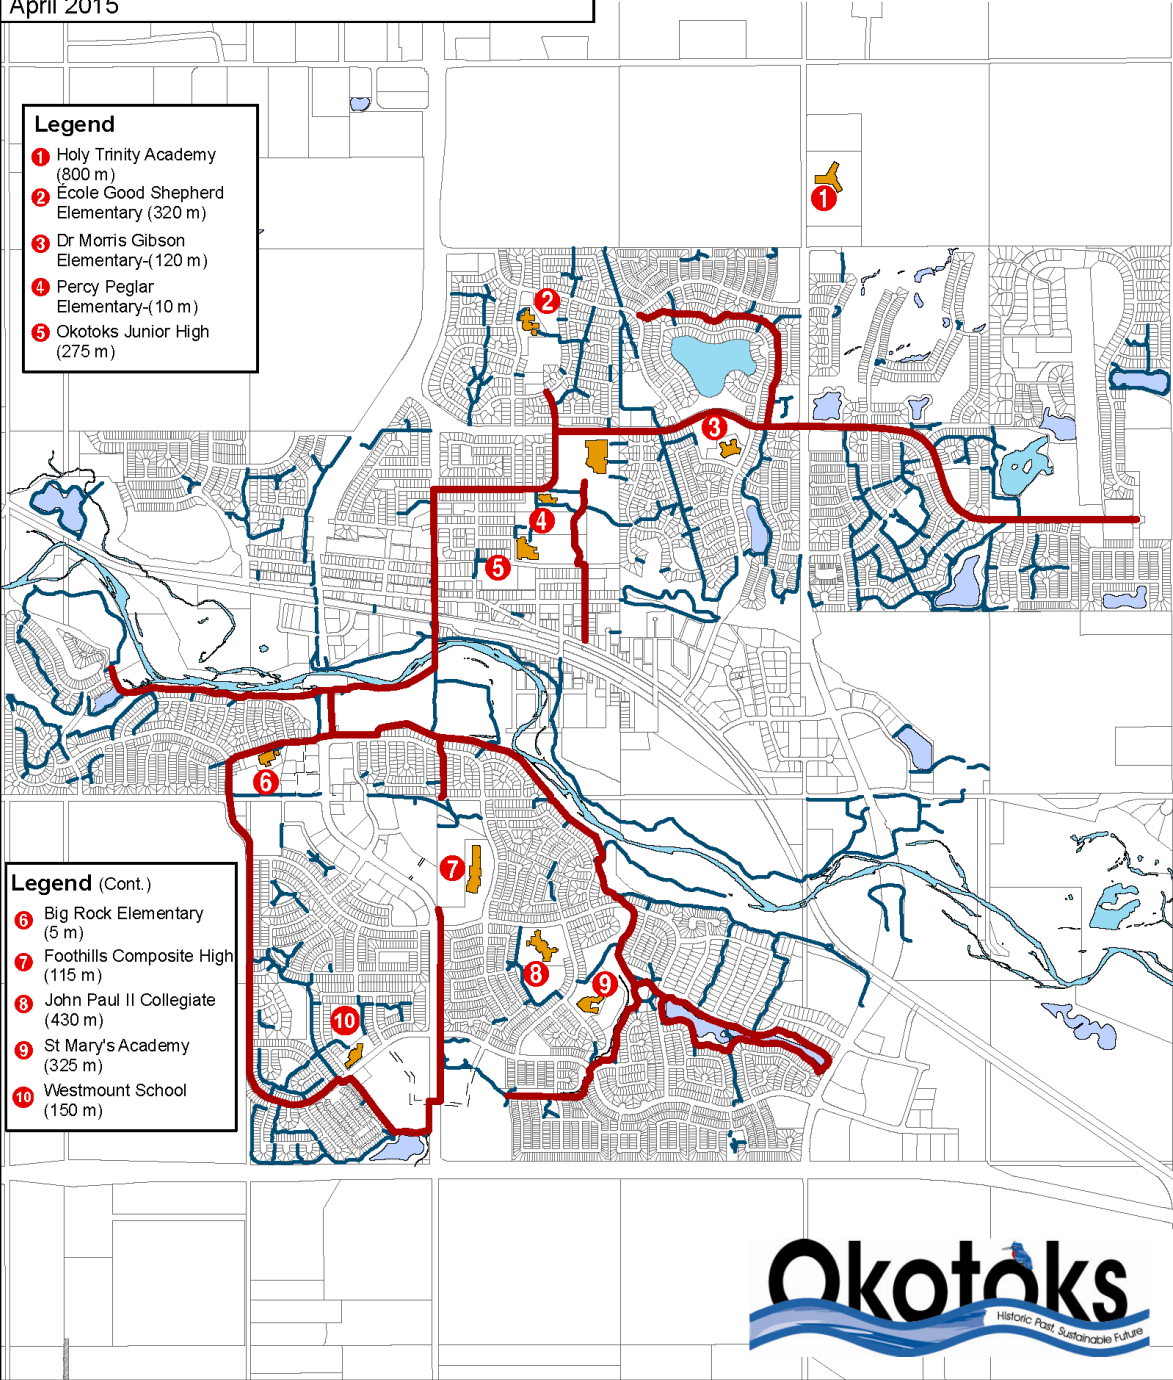 April 2015
Legend
1 Holy Trinity Academy
(800 m)
2 École Good Shepherd
Elementary (320 m)
3 Dr Morris Gibson
Elementary-(120 m)
4 Percy Peglar
Elementary-(10 m)
5 Okotoks Junior High
(275 m)
1
2
3
4
5
6
7
8
9
10
Legend (Cont.)
6 Big Rock Elementary
(5 m)
7 Foothills Composite High
(115 m)
8 John Paul II Collegiate
(430 m)
9 St Mary's Academy
(325 m)
10 Westmount School
(150 m)
Okotoks
Historic Past, Sustainable Future